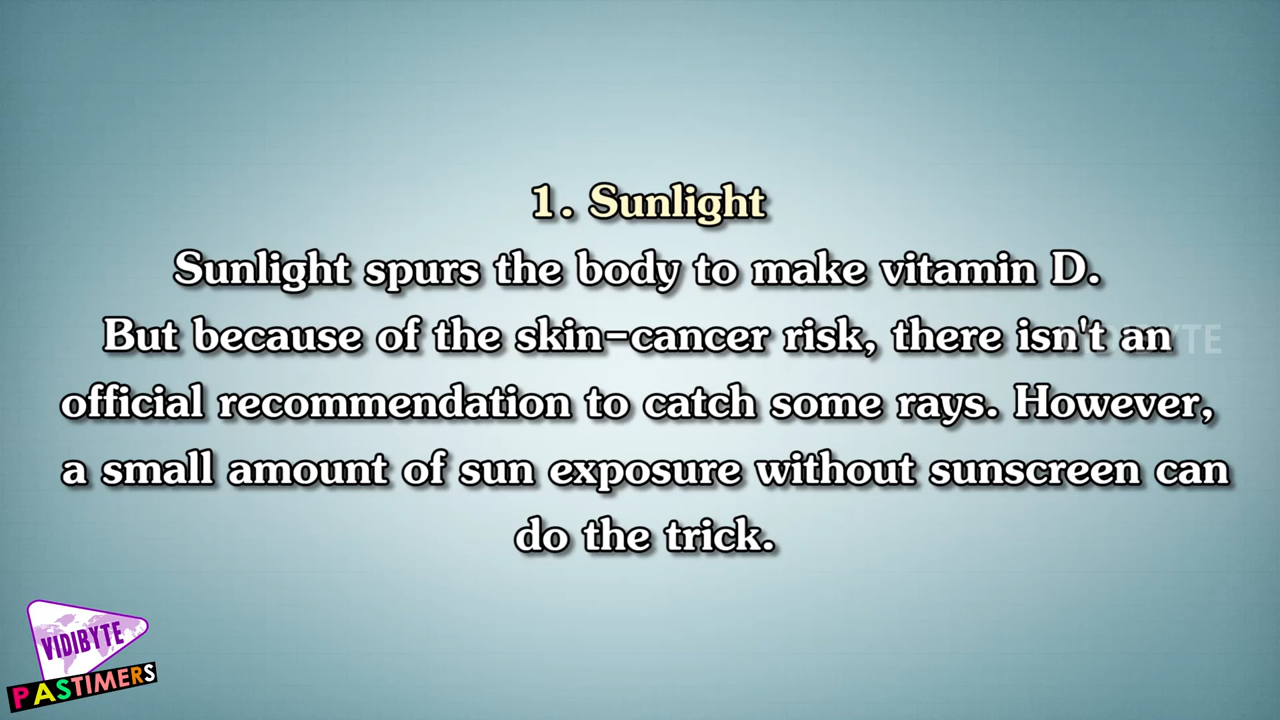 1. Sunlight
Sunlight spurs the body to make vitamin D.
But because of the skin-cancer risk, there isn't an
official recommendation to catch some rays. However,
a small amount of sun exposure without sunscreen can
do the trick.
VIDIBYTE
PASTIMERS